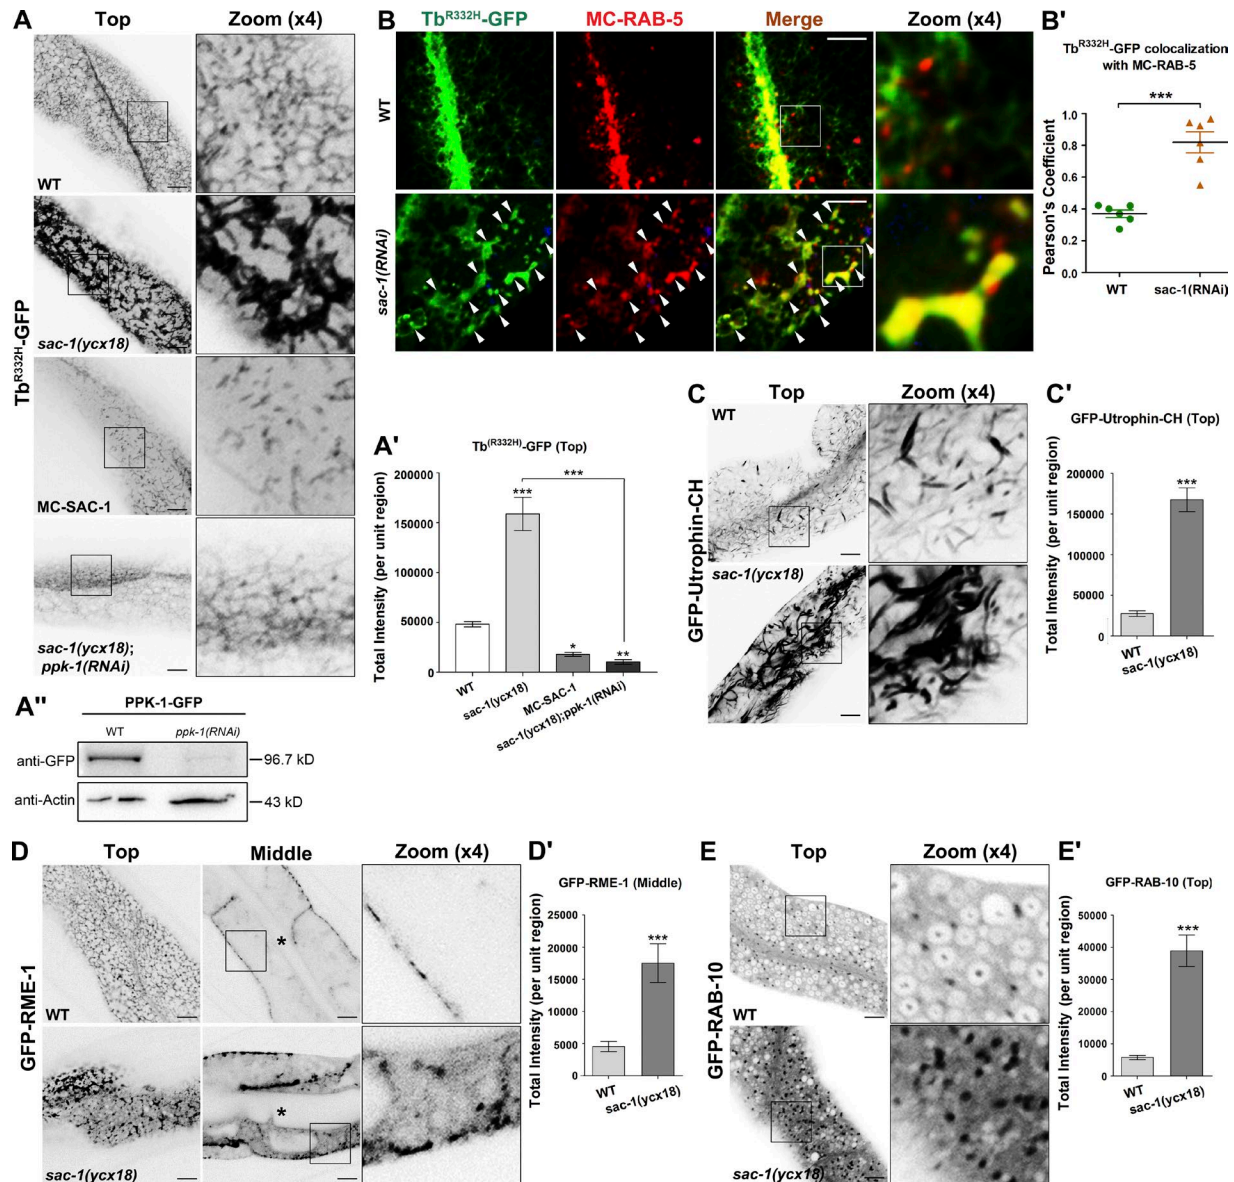 A
Top
Zoom (x4)
Tb^R332H-GFP
WT
sac-1(ycx18)
MC-SAC-1
sac-1(ycx18);
ppk-1(RNAi)
A'
Tb^(R332H)-GFP (Top)
Total Intensity (per unit region)
200000
150000
100000
50000
0
***
***
*
**
WT
sac-1(ycx18)
MC-SAC-1
sac-1(ycx18);ppk-1(RNAi)
A"
PPK-1-GFP
WT
ppk-1(RNAi)
anti-GFP
96.7 kD
anti-Actin
43 kD
B
Tb^R332H-GFP
MC-RAB-5
Merge
Zoom (x4)
WT
sac-1(RNAi)
B'
Tb^R332H-GFP colocalization
with MC-RAB-5
***
Pearson's Coefficient
1.0
0.8
0.6
0.4
0.2
0.0
WT
sac-1(RNAi)
C
Top
Zoom (x4)
GFP-Utrophin-CH
WT
sac-1(ycx18)
C'
GFP-Utrophin-CH (Top)
Total Intensity (per unit region)
200000
150000
100000
50000
0
***
WT
sac-1(ycx18)
D
Top
Middle
Zoom (x4)
GFP-RME-1
WT
*
sac-1(ycx18)
*
D'
GFP-RME-1 (Middle)
Total Intensity (per unit region)
25000
20000
15000
10000
5000
0
***
WT
sac-1(ycx18)
E
Top
Zoom (x4)
GFP-RAB-10
WT
sac-1(ycx18)
E'
GFP-RAB-10 (Top)
Total Intensity (per unit region)
50000
40000
30000
20000
10000
0
***
WT
sac-1(ycx18)